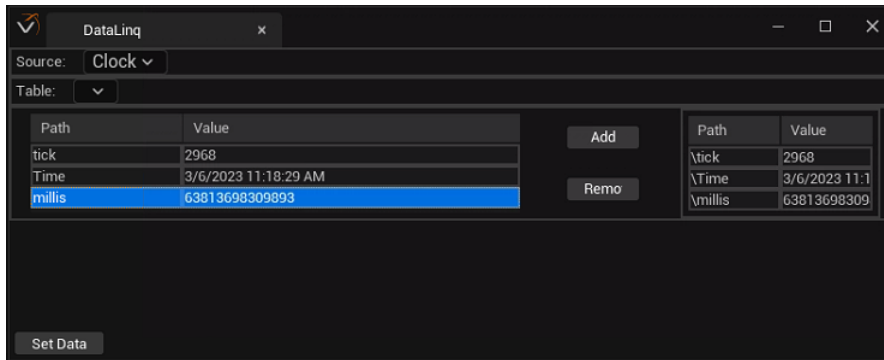 DataLinq
Source: Clock
Table:
Path Value
tick 2968
Time 3/6/2023 11:18:29 AM
millis 63813698309893
Add
Remo
Path Value
\tick 2968
\Time 3/6/2023 11:1
\millis 63813698309
Set Data